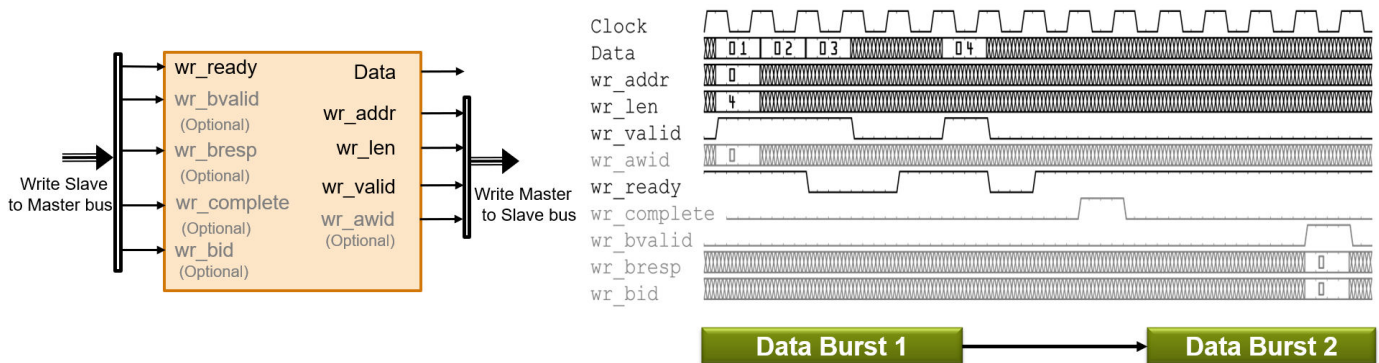 wr_ready
wr_bvalid
(Optional)
wr_bresp
(Optional)
wr_complete
(Optional)
wr_bid
(Optional)
Write Slave
to Master bus
Data
wr_addr
wr_len
wr_valid
wr_awid
(Optional)
Write Master
to Slave bus
Clock
Data 01 02 03 04
wr_addr 0
wr_len 4
wr_valid
wr_awid 0
wr_ready
wr_complete
wr_bvalid
wr_bresp 0
wr_bid 0
Data Burst 1 Data Burst 2